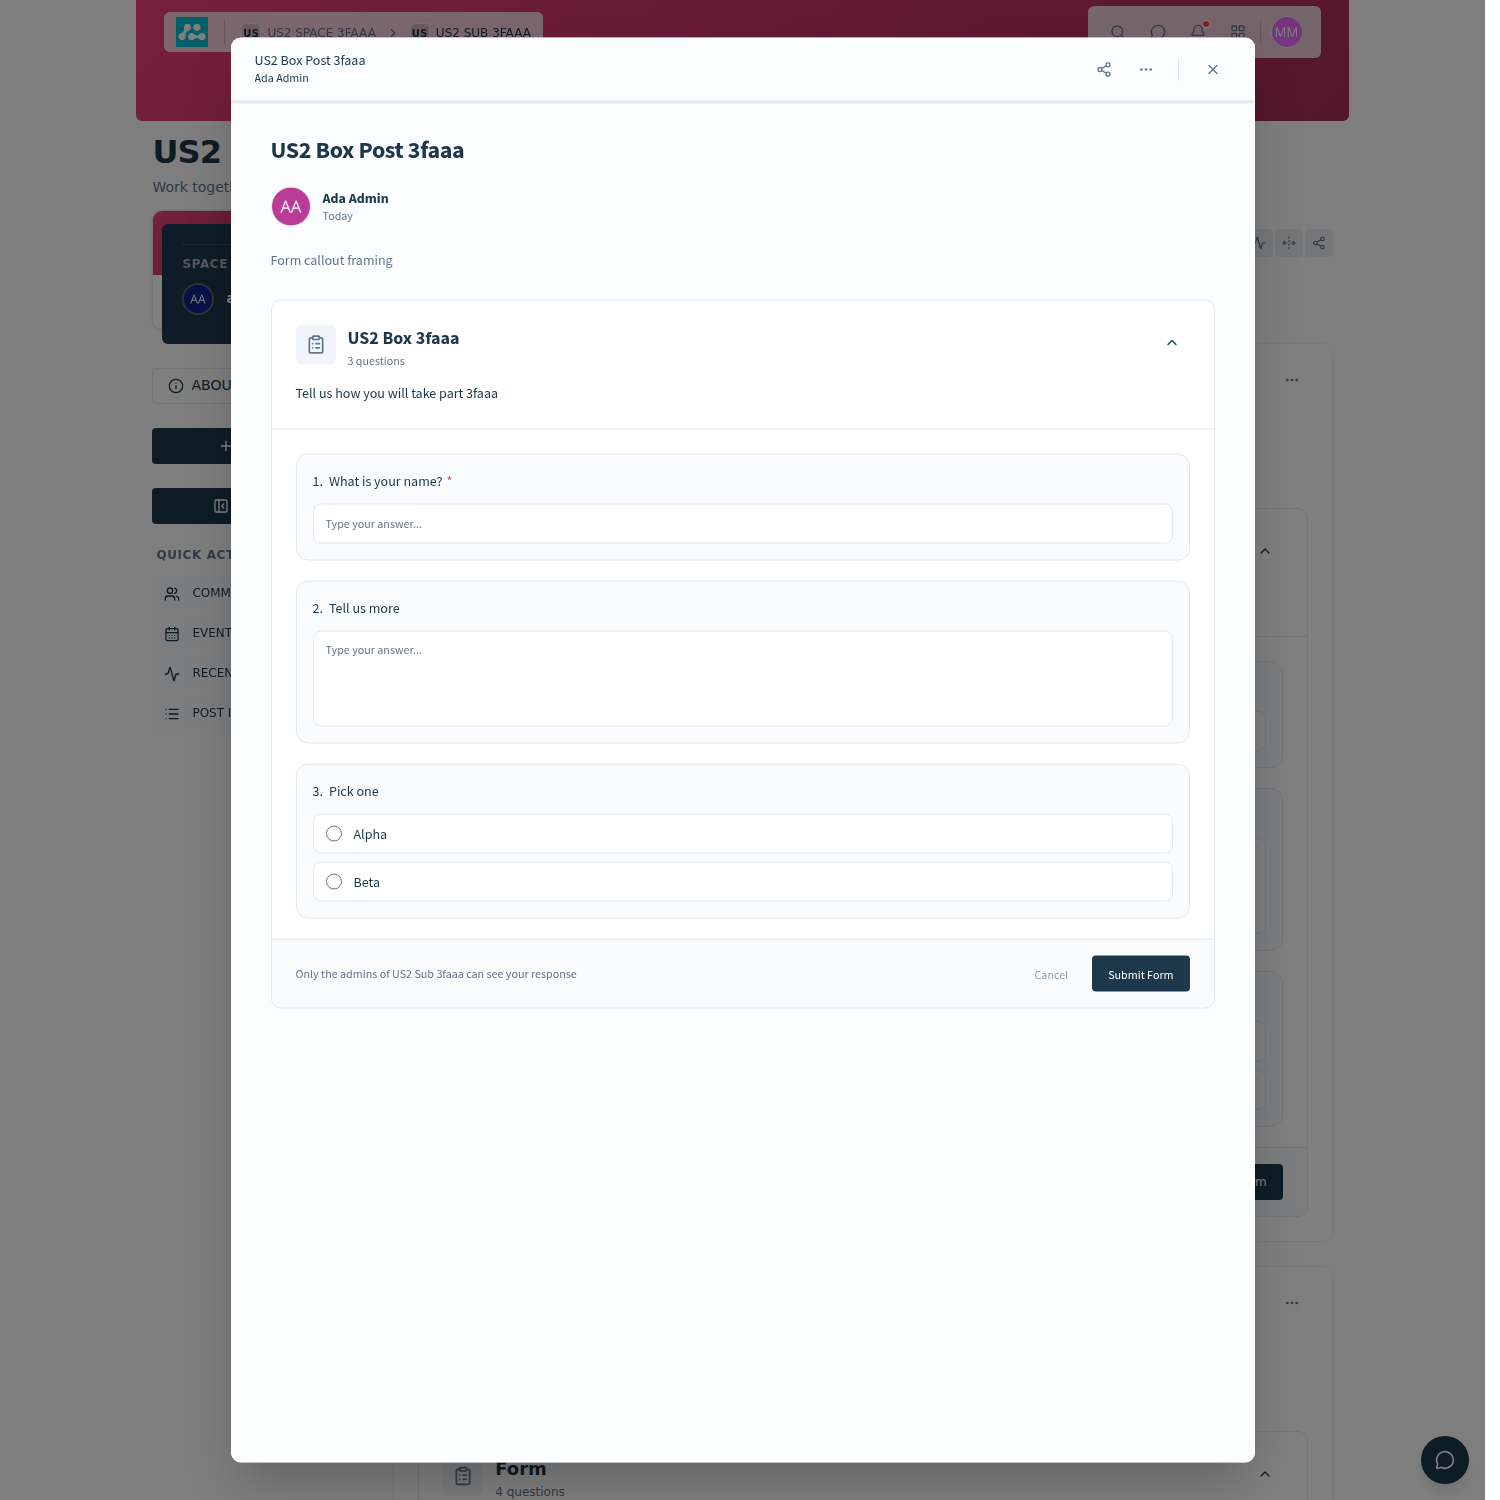 US US2 SPACE 3FAAA > US US2 SUB 3FAAA
MM
US2 Box Post 3faaa
Ada Admin
US2
Work toget
SPACE
AA
ABOU
QUICK ACT
COMM
EVENT
RECEN
POST
US2 Box Post 3faaa
AA
Ada Admin
Today
Form callout framing
US2 Box 3faaa
3 questions
Tell us how you will take part 3faaa
1. What is your name? *
Type your answer...
2. Tell us more
Type your answer...
3. Pick one
Alpha
Beta
Only the admins of US2 Sub 3faaa can see your response
Cancel
Submit Form
m
Form
4 questions